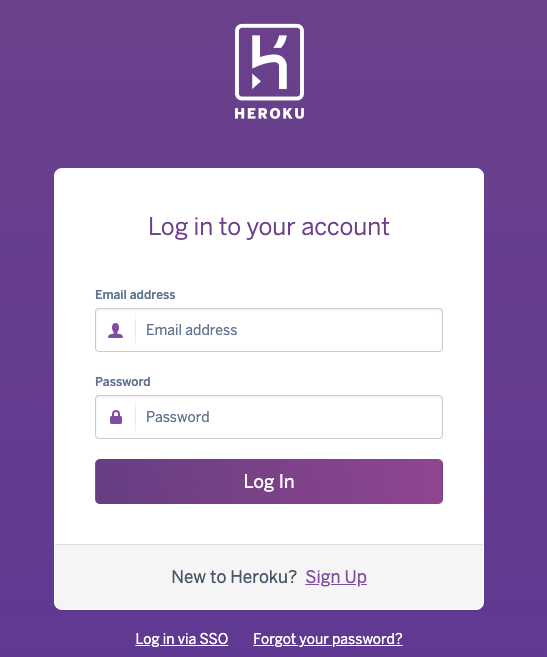 HEROKU
Log in to your account
Email address
Email address
Password
Password
Log In
New to Heroku? Sign Up
Log in via SSO Forgot your password?